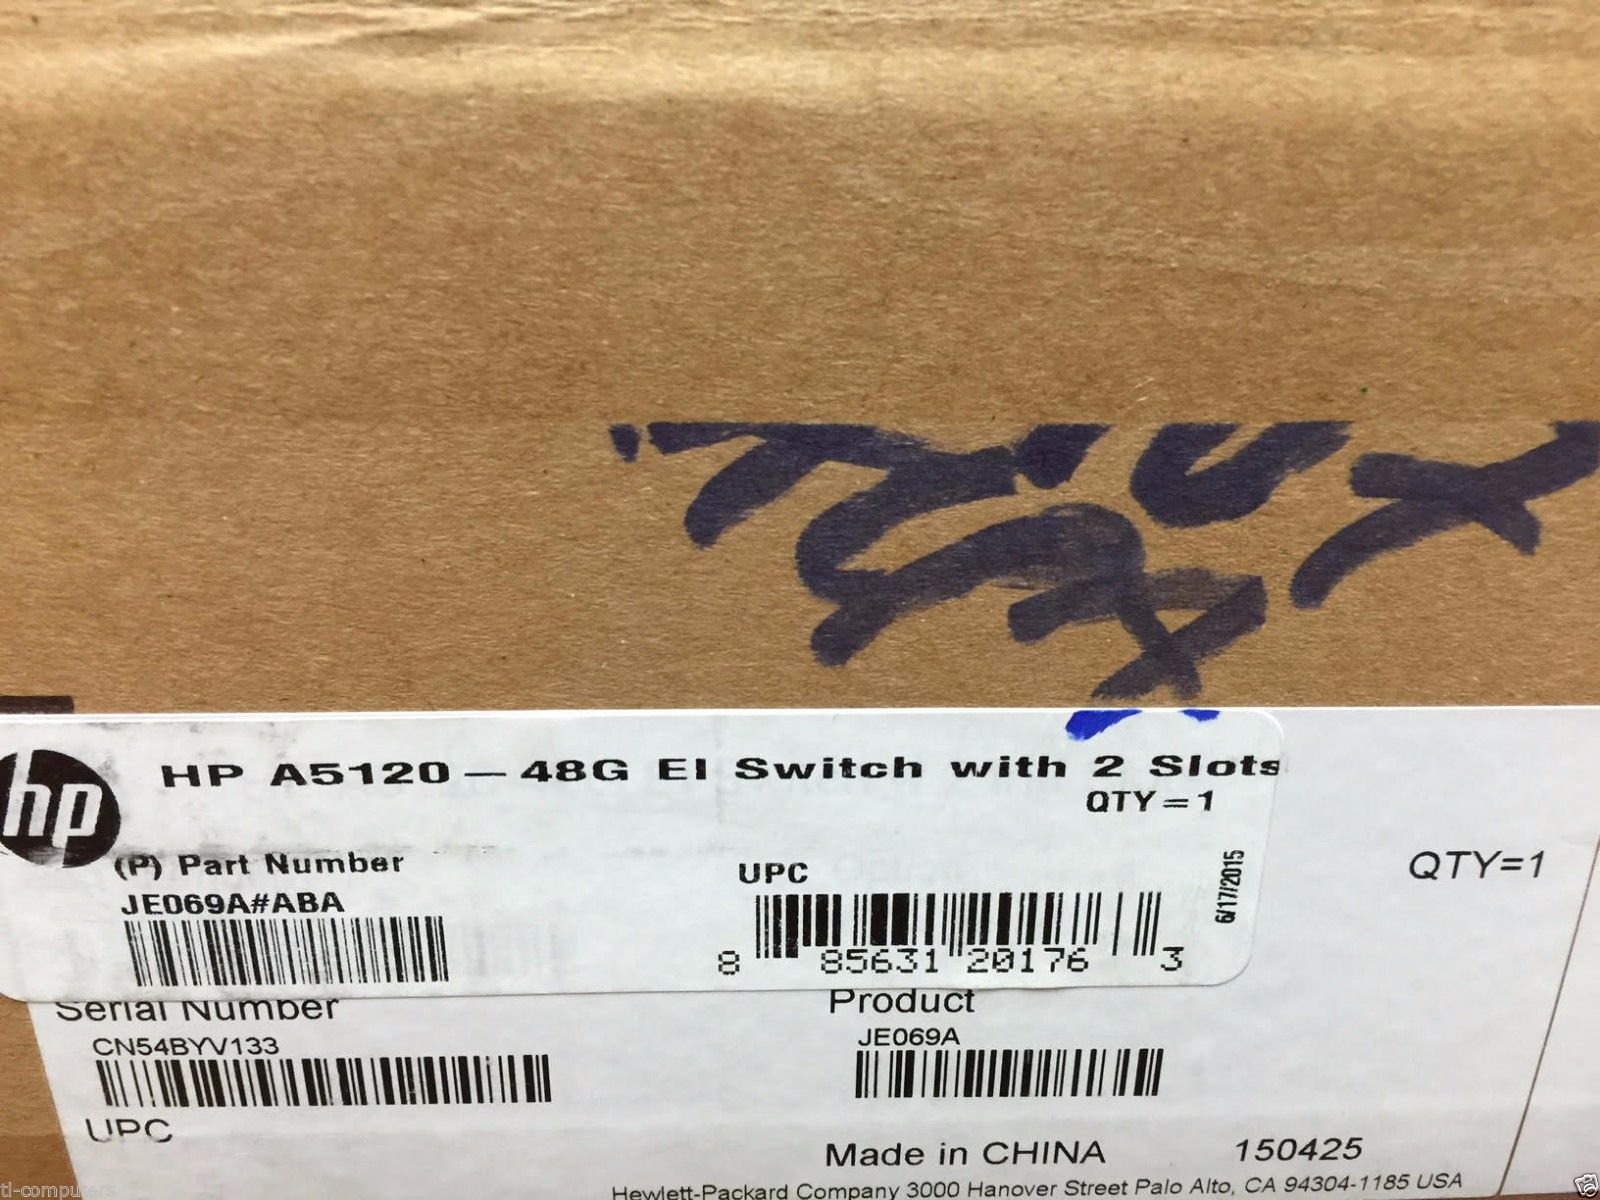 hp
HP A5120-48G EI Switch with 2 Slots
QTY=1
(P) Part Number
JE069A#ABA
UPC
8 85631 20176 3
6/17/2015
QTY=1
Serial Number
CN54BYV133
Product
JE069A
UPC
Made in CHINA
150425
Hewlett-Packard Company 3000 Hanover Street Palo Alto, CA 94304-1185 USA
tl-computers